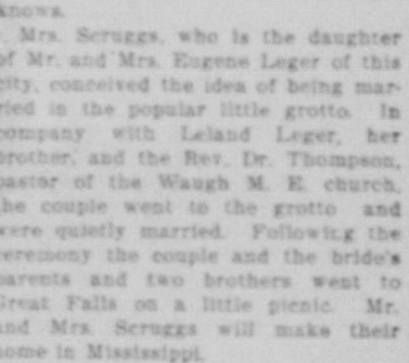 knows.
Mrs. Scruggs, who is the daughter
of Mr. and Mrs. Eugene Leger of this
city, conceived the idea of being mar-
ried in the popular little grotto. In
company with Leland Leger, her
brother, and the Rev. Dr. Thompson,
pastor of the Waugh M. E. church,
the couple went to the grotto and
were quietly married. Following the
ceremony the couple and the bride's
parents and two brothers went to
Great Falls on a little picnic. Mr.
and Mrs. Scruggs will make their
home in Mississippi.